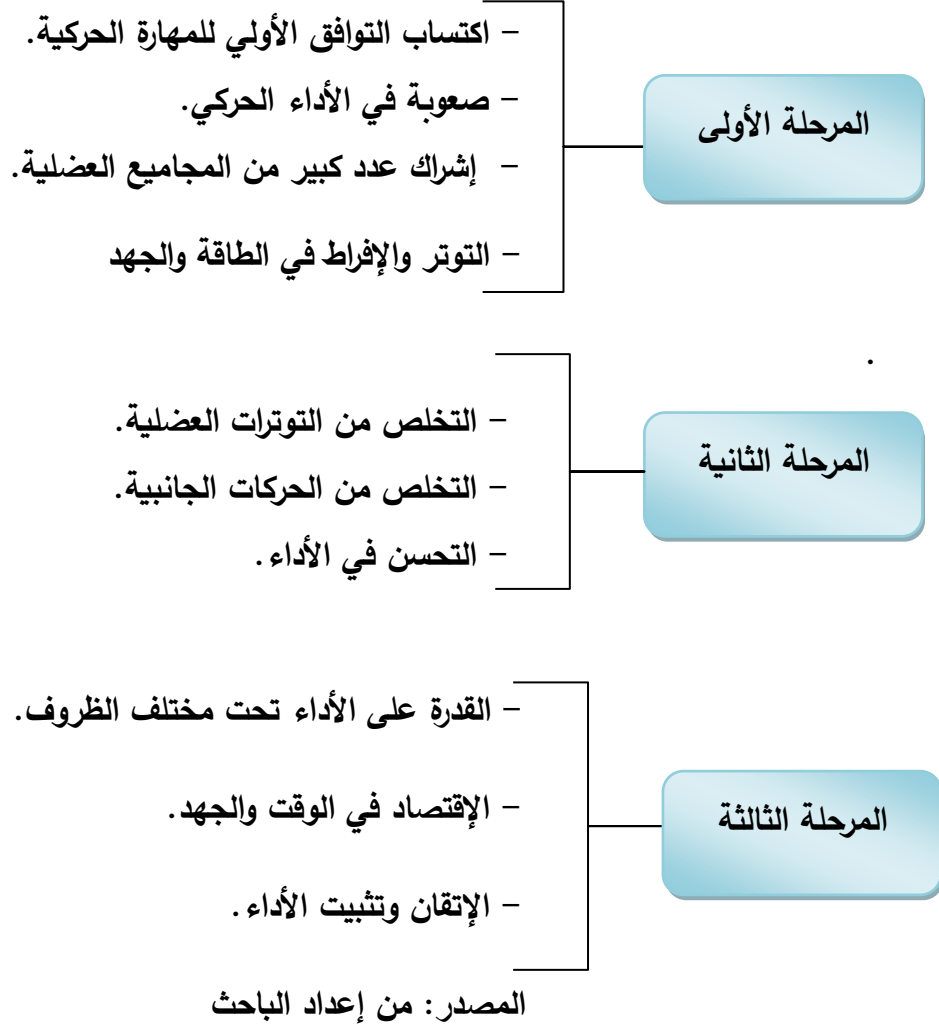 المرحلة الأولى
- اكتساب التوافق الأولي للمهارة الحركية.
- صعوبة في الأداء الحركي.
- إشراك عدد كبير من المجاميع العضلية.
- التوتر والإفراط في الطاقة والجهد
.
المرحلة الثانية
- التخلص من التوترات العضلية.
- التخلص من الحركات الجانبية.
- التحسن في الأداء.
المرحلة الثالثة
- القدرة على الأداء تحت مختلف الظروف.
- الإقتصاد في الوقت والجهد.
- الإتقان وتثبيت الأداء.
المصدر: من إعداد الباحث